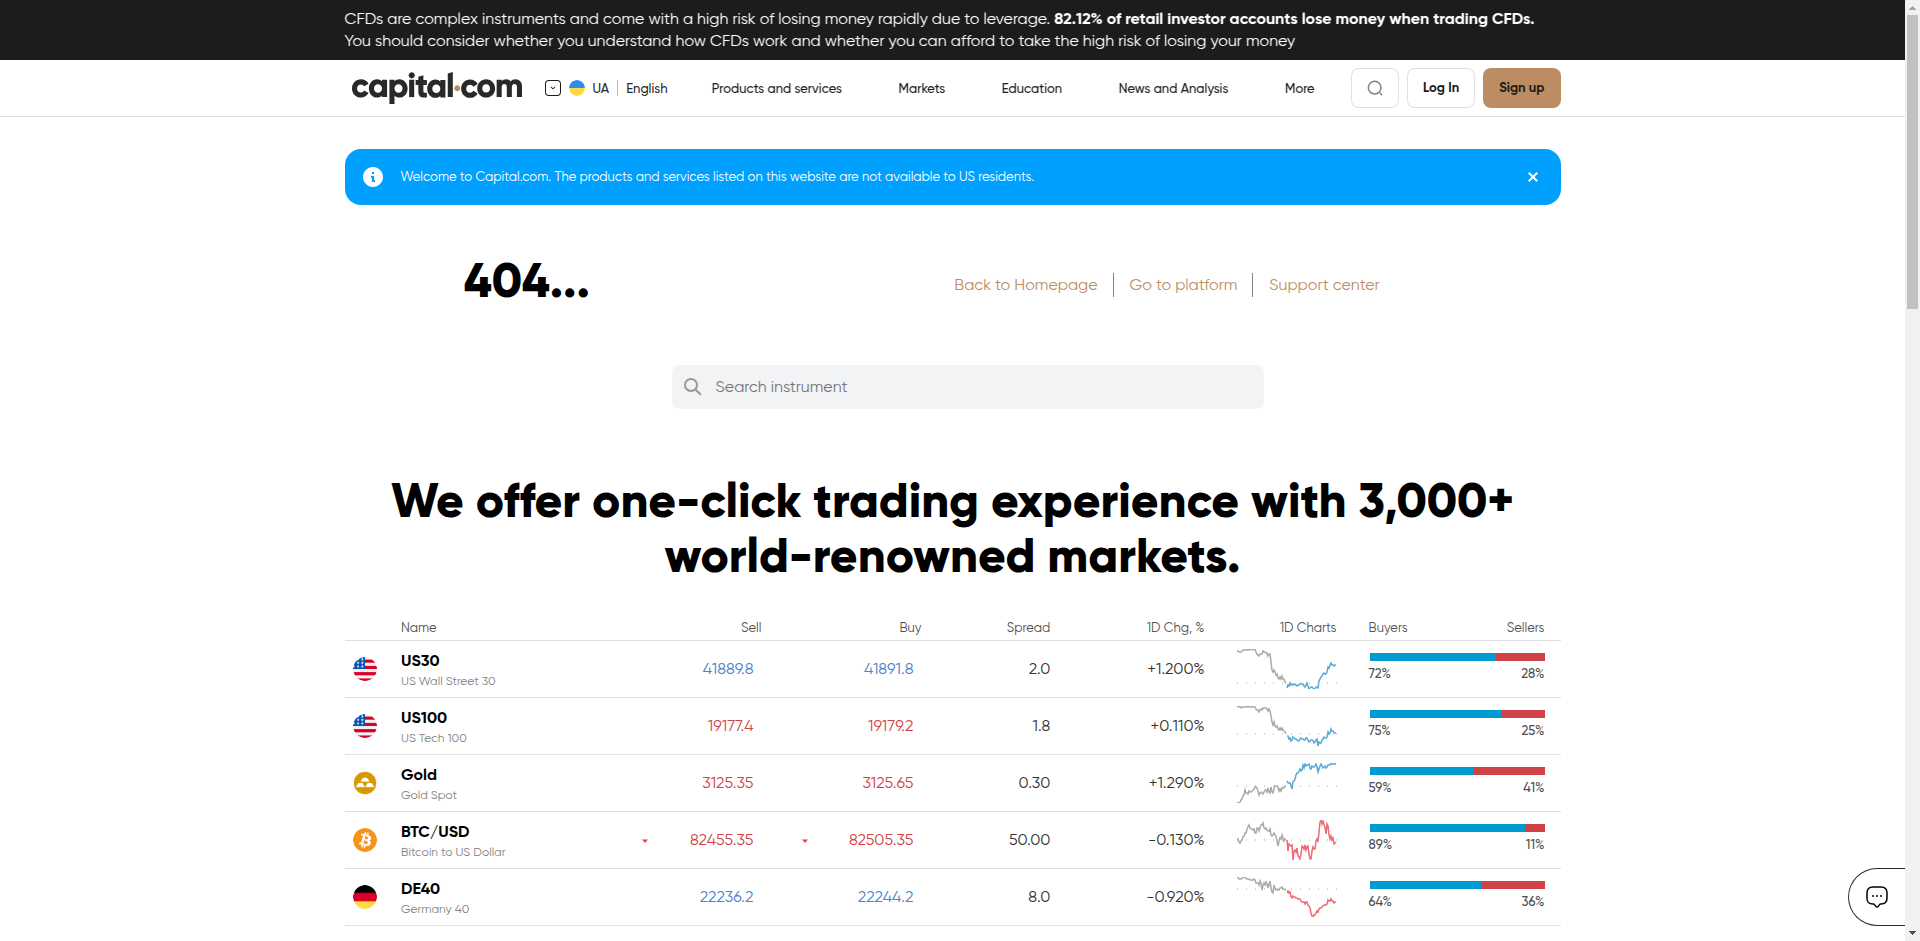 CFDs are complex instruments and come with a high risk of losing money rapidly due to leverage. 82.12% of retail investor accounts lose money when trading CFDs.
You should consider whether you understand how CFDs work and whether you can afford to take the high risk of losing your money
capital.com UA English Products and services Markets Education News and Analysis More Log In Sign up
Welcome to Capital.com. The products and services listed on this website are not available to US residents.
404... Back to Homepage Go to platform Support center
Search instrument
We offer one-click trading experience with 3,000+
world-renowned markets.
Name Sell Buy Spread 1D Chg, % 1D Charts Buyers Sellers
US30 41889.8 41891.8 2.0 +1.200%
US Wall Street 30 72% 28%
US100 19177.4 19179.2 1.8 +0.110%
US Tech 100 75% 25%
Gold 3125.35 3125.65 0.30 +1.290%
Gold Spot 59% 41%
BTC/USD 82455.35 82505.35 50.00 -0.130%
Bitcoin to US Dollar 89% 11%
DE40 22236.2 22244.2 8.0 -0.920%
Germany 40 64% 36%